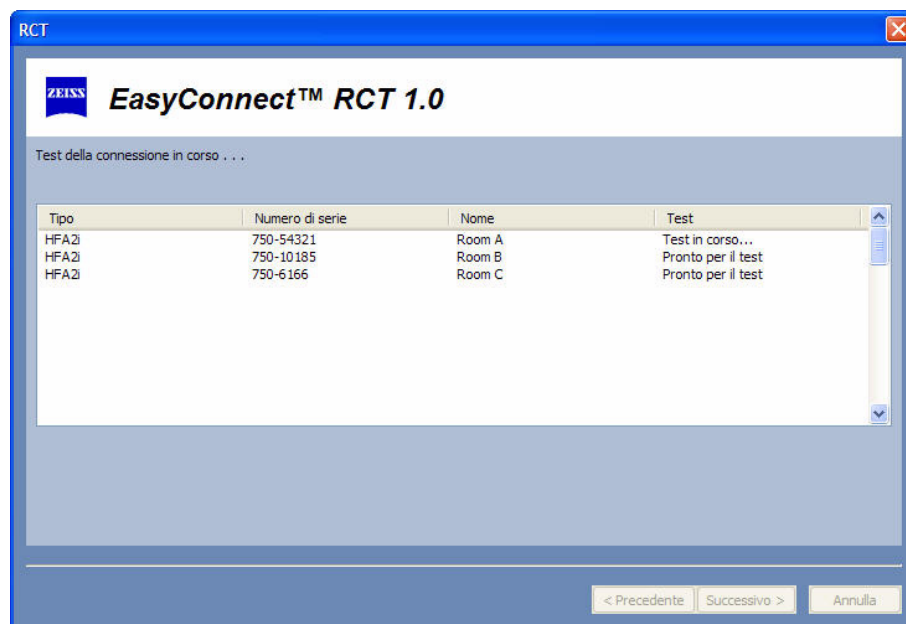 RCT
ZEISS
EasyConnect™ RCT 1.0
Test della connessione in corso . . .
Tipo Numero di serie Nome Test
HFA2i 750-54321 Room A Test in corso...
HFA2i 750-10185 Room B Pronto per il test
HFA2i 750-6166 Room C Pronto per il test
< Precedente Successivo > Annulla